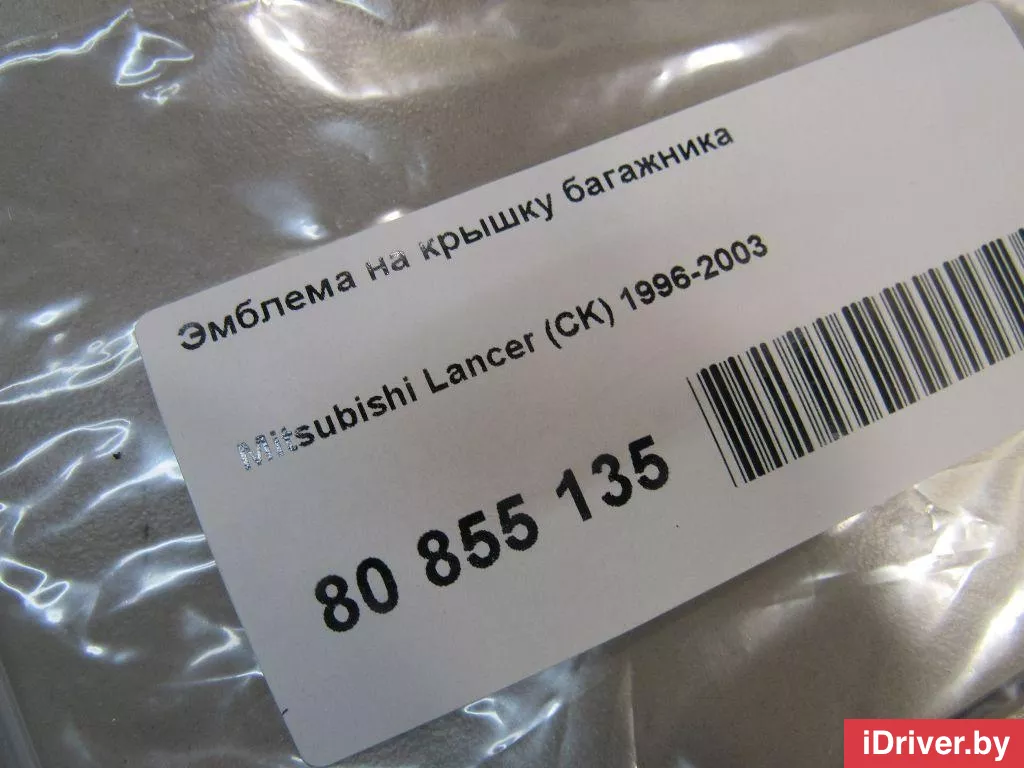 Эмблема на крышку багажника
Mitsubishi Lancer (CK) 1996-2003
80 855 135
iDriver.by